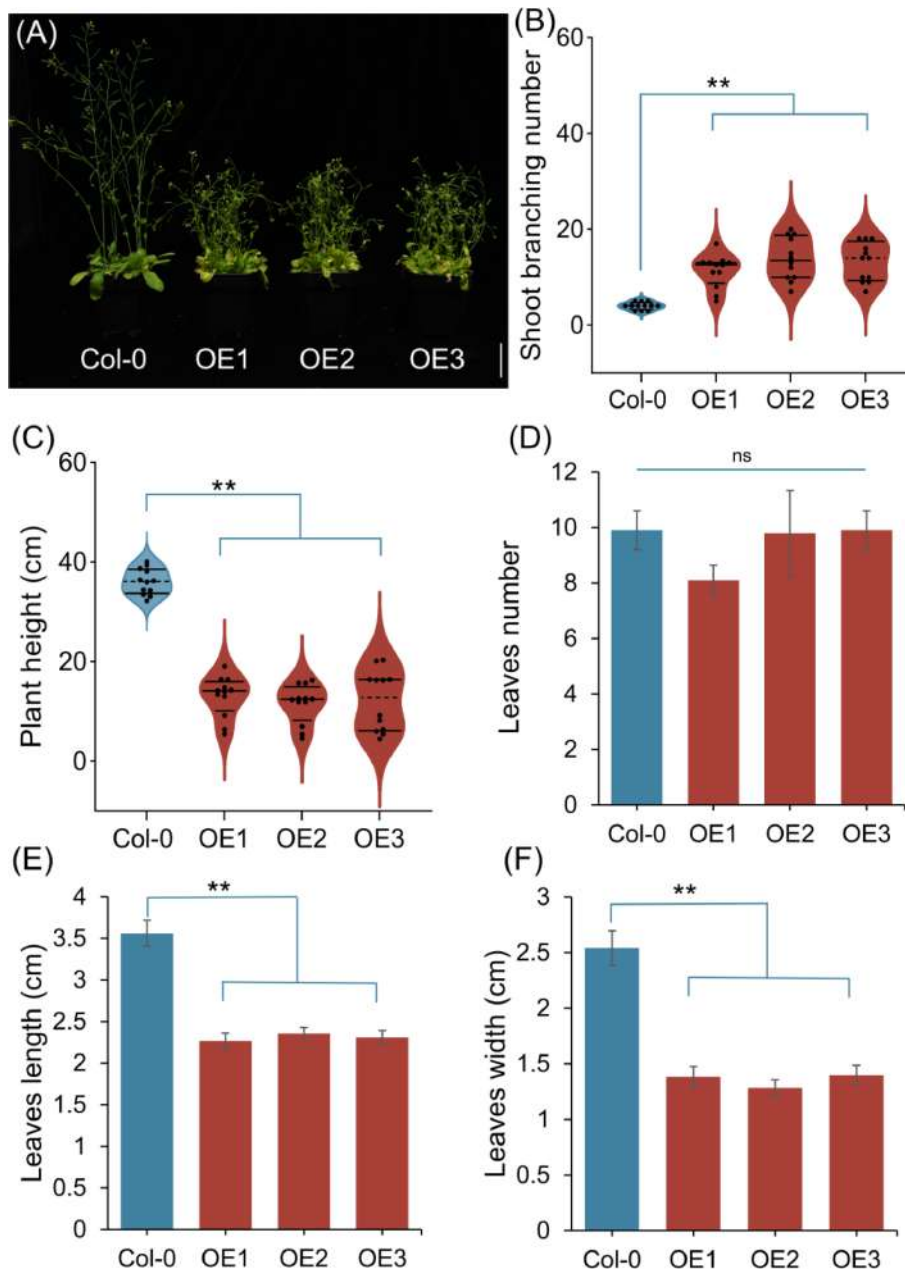 (A)
Col-0 OE1 OE2 OE3
(B)
Shoot branching number
60
40
20
0
**
Col-0 OE1 OE2 OE3
(C)
Plant height (cm)
60
40
20
0
**
Col-0 OE1 OE2 OE3
(D)
Leaves number
12
10
8
6
4
2
0
ns
Col-0 OE1 OE2 OE3
(E)
Leaves length (cm)
4
3.5
3
2.5
2
1.5
1
0.5
0
**
Col-0 OE1 OE2 OE3
(F)
Leaves width (cm)
3
2.5
2
1.5
1
0.5
0
**
Col-0 OE1 OE2 OE3